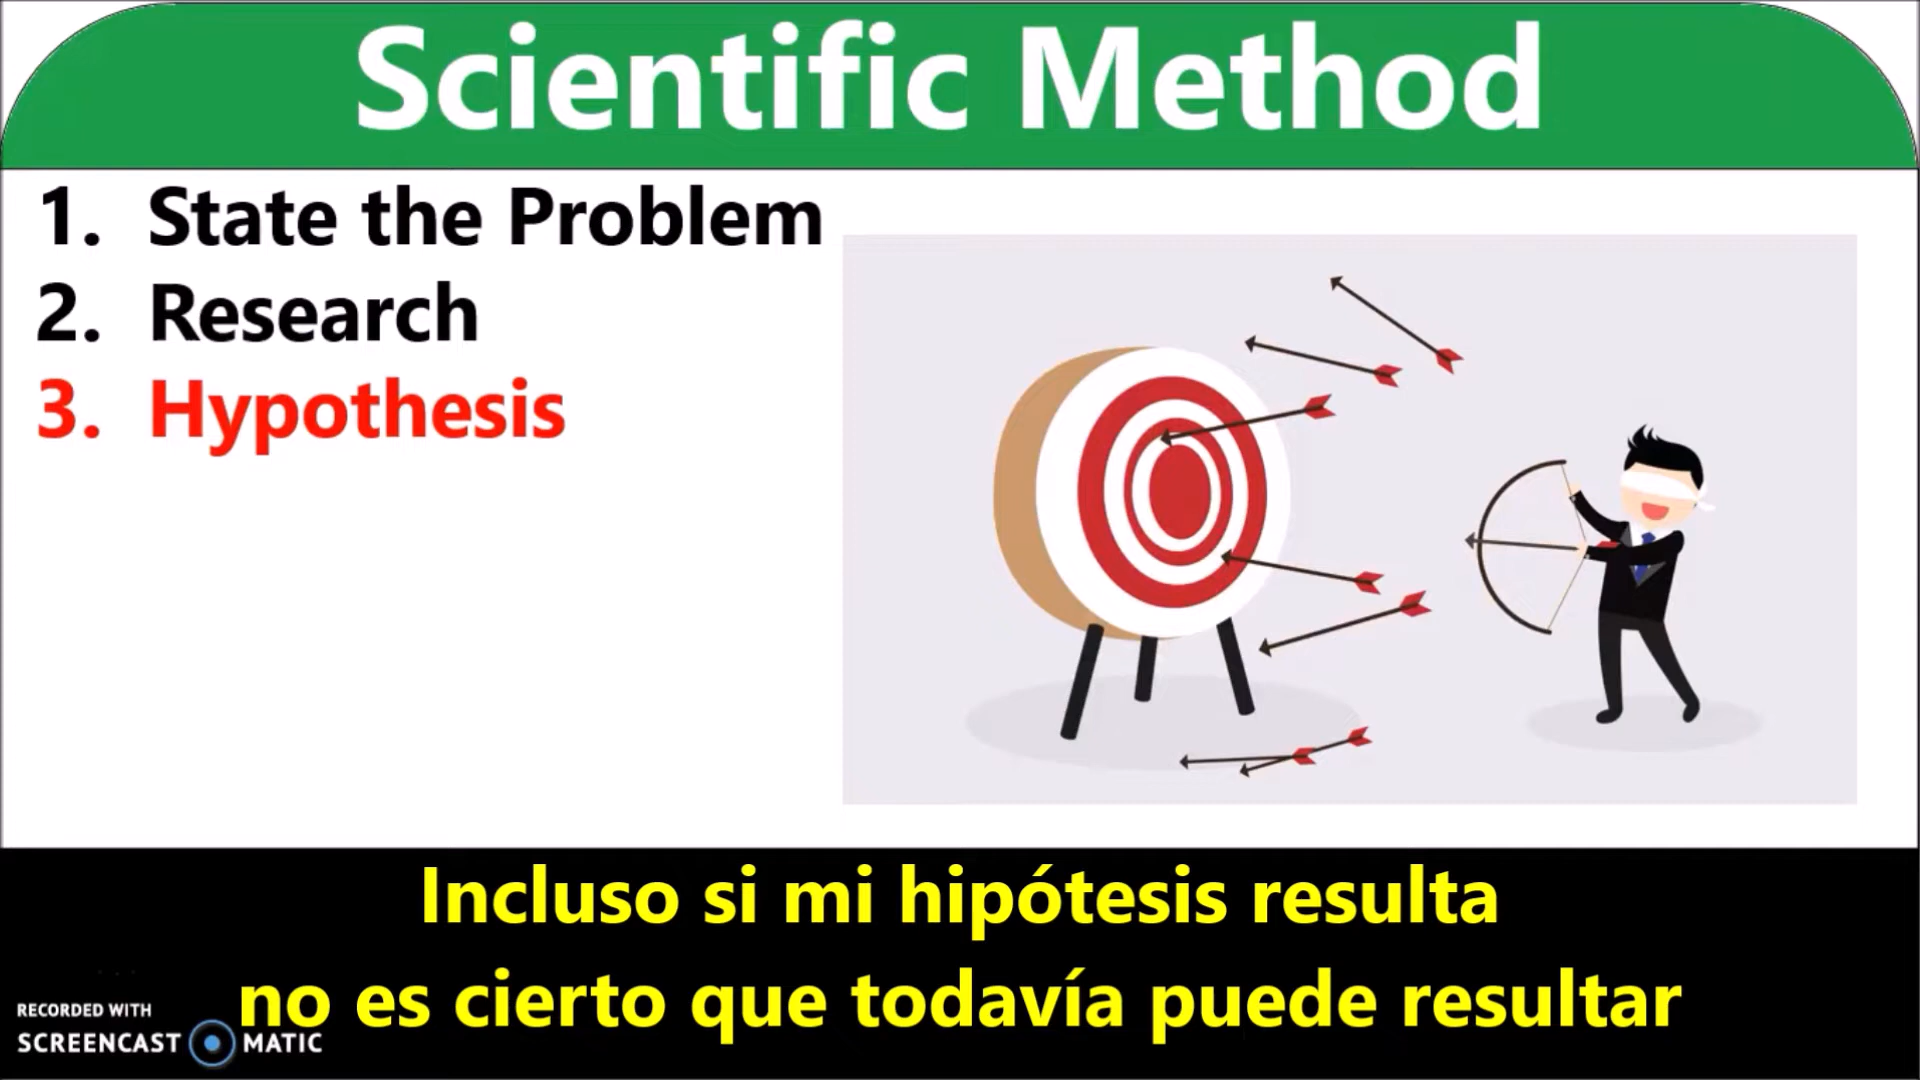 Scientific Method
1. State the Problem
2. Research
3. Hypothesis
Incluso si mi hipótesis resulta
no es cierto que todavía puede resultar
RECORDED WITH
SCREENCAST MATIC